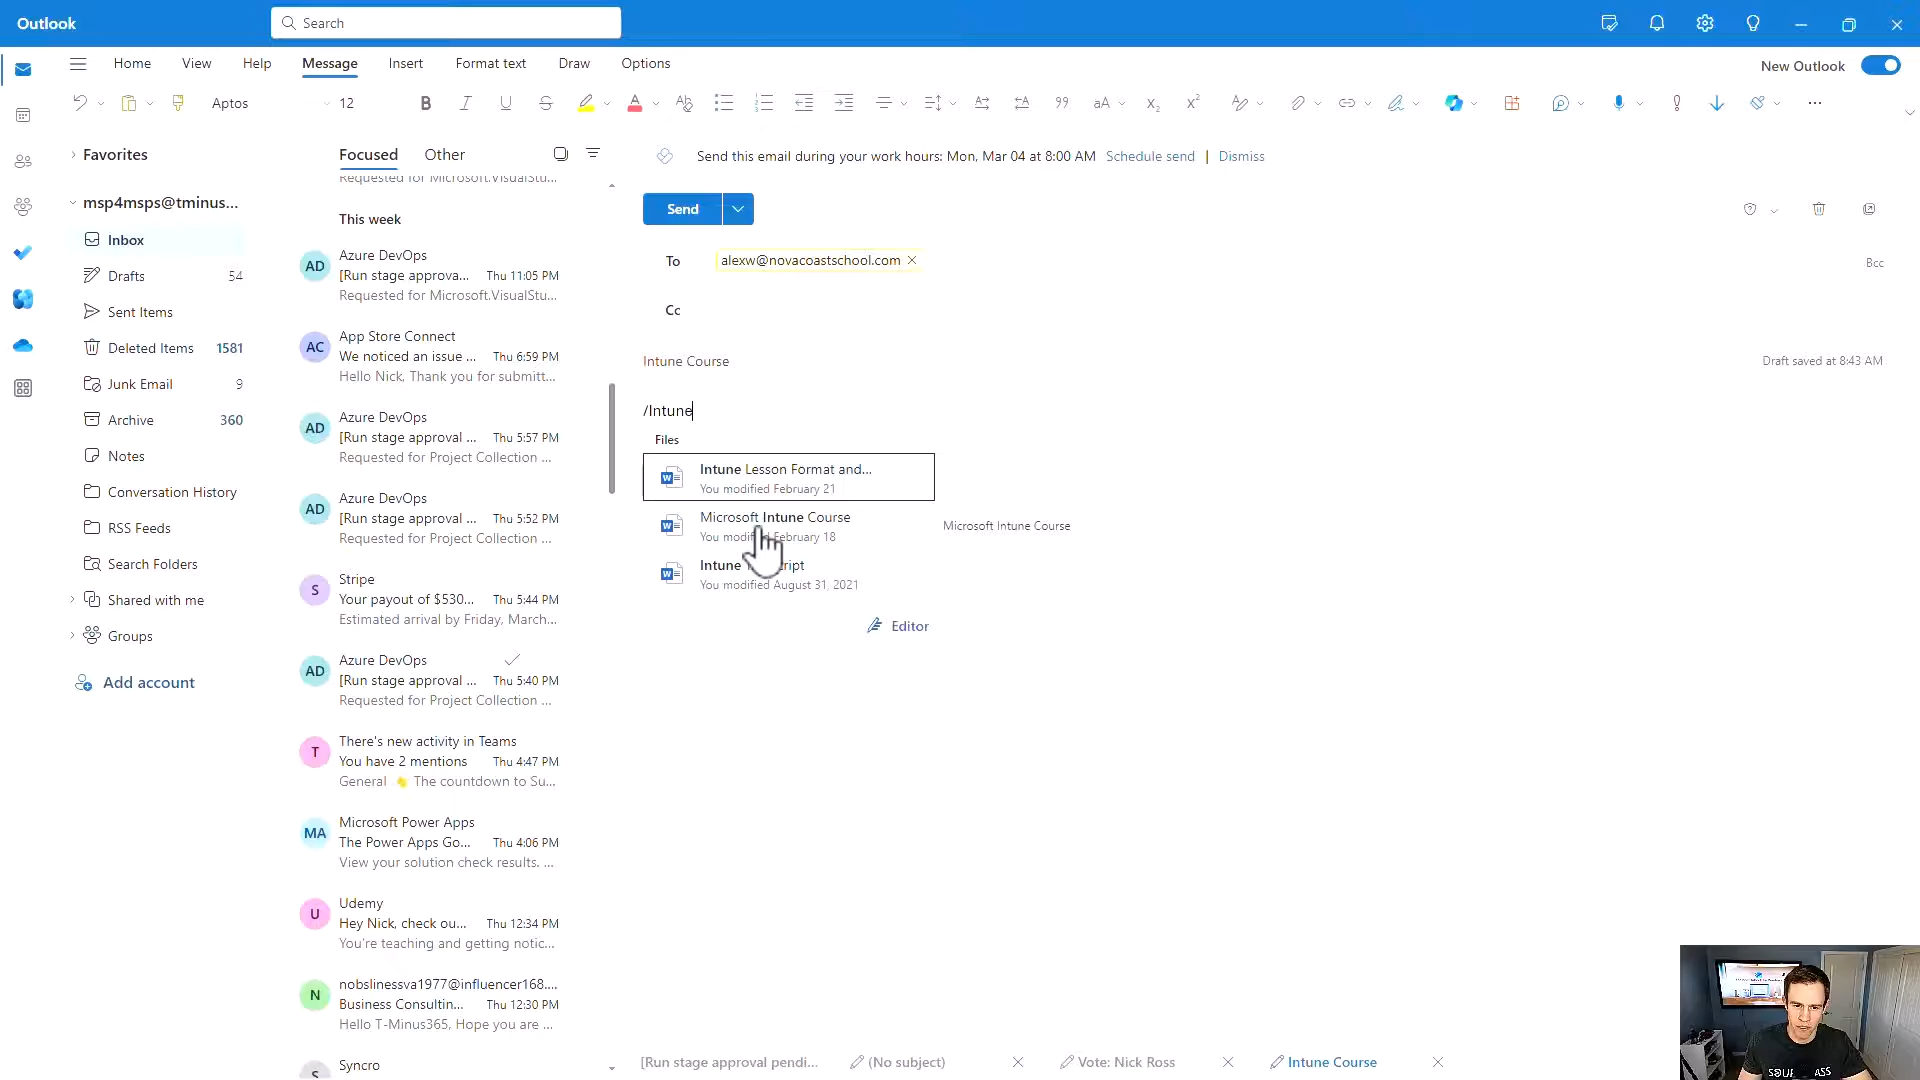 Outlook
Search
Home View Help Message Insert Format text Draw Options
New Outlook
Aptos 12
Favorites
msp4msps@tminus...
Inbox
Drafts 54
Sent Items
Deleted Items 1581
Junk Email 9
Archive 360
Notes
Conversation History
RSS Feeds
Search Folders
Shared with me
Groups
Add account
Focused Other
Requested for Microsoft.VisualStu...
This week
AD
Azure DevOps
[Run stage approva... Thu 11:05 PM
Requested for Microsoft.VisualStu...
AC
App Store Connect
We noticed an issue ... Thu 6:59 PM
Hello Nick, Thank you for submitt...
AD
Azure DevOps
[Run stage approval ... Thu 5:57 PM
Requested for Project Collection ...
AD
Azure DevOps
[Run stage approval ... Thu 5:52 PM
Requested for Project Collection ...
S
Stripe
Your payout of $530... Thu 5:44 PM
Estimated arrival by Friday, March...
AD
Azure DevOps
[Run stage approval ... Thu 5:40 PM
Requested for Project Collection ...
T
There's new activity in Teams
You have 2 mentions Thu 4:47 PM
General The countdown to Su...
MA
Microsoft Power Apps
The Power Apps Go... Thu 4:06 PM
View your solution check results. ...
U
Udemy
Hey Nick, check ou... Thu 12:34 PM
You're teaching and getting notic...
N
nobslinessva1977@influencer168....
Business Consultin... Thu 12:30 PM
Hello T-Minus365, Hope you are ...
Syncro
Send this email during your work hours: Mon, Mar 04 at 8:00 AM Schedule send | Dismiss
Send
To alexw@novacoastschool.com
Bcc
Cc
Intune Course
Draft saved at 8:43 AM
/Intune
Files
Intune Lesson Format and...
You modified February 21
Microsoft Intune Course
You modified February 18
Microsoft Intune Course
Intune
You modified August 31, 2021
Editor
[Run stage approval pendi... (No subject) Vote: Nick Ross Intune Course